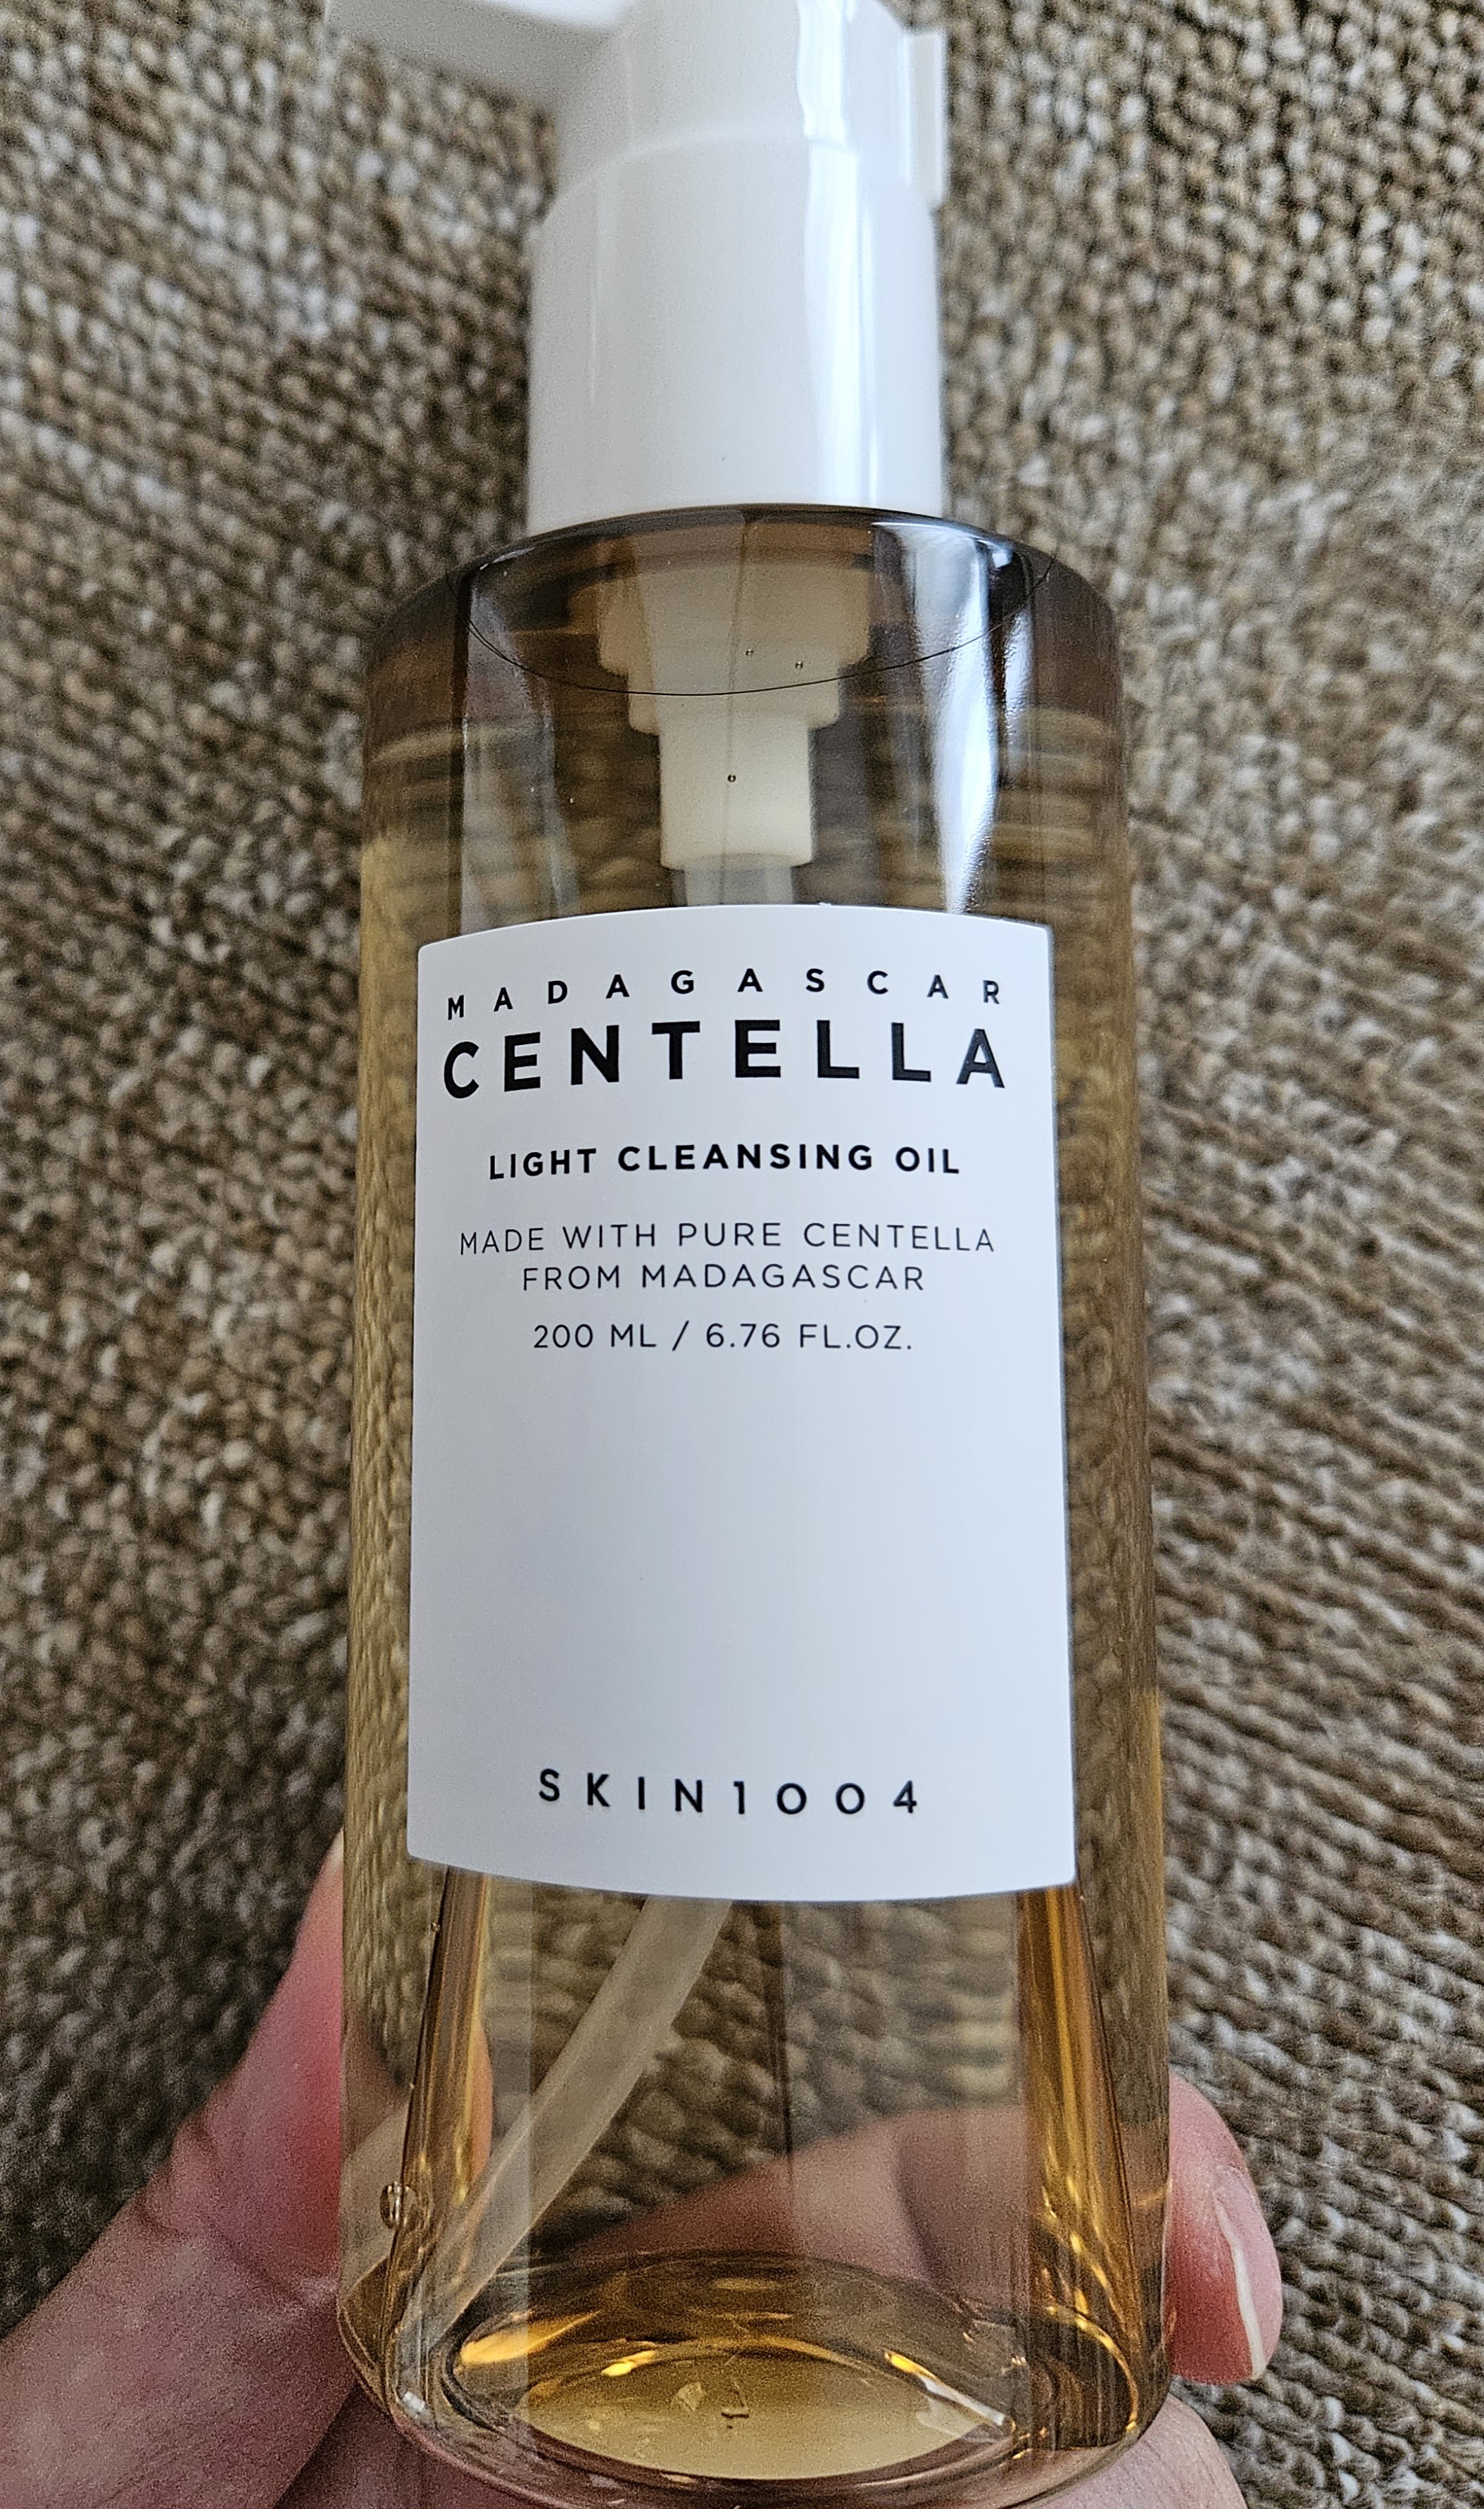 MADAGASCAR
CENTELLA
LIGHT CLEANSING OIL
MADE WITH PURE CENTELLA
FROM MADAGASCAR
200 ML / 6.76 FL.OZ.
SKIN1004